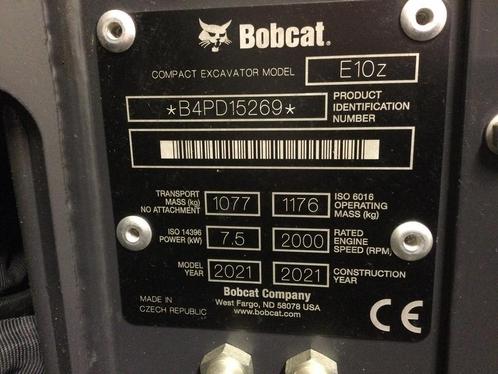 Bobcat.
COMPACT EXCAVATOR MODEL E10z
*B4PD15269* PRODUCT IDENTIFICATION NUMBER
TRANSPORT MASS (kg) NO ATTACHMENT 1077 1176 ISO 6016 OPERATING MASS (kg)
ISO 14396 POWER (kW) 7.5 2000 RATED ENGINE SPEED (RPM)
MODEL YEAR 2021 2021 CONSTRUCTION YEAR
Bobcat Company
MADE IN CZECH REPUBLIC West Fargo, ND 58078 USA
www.bobcat.com
CE